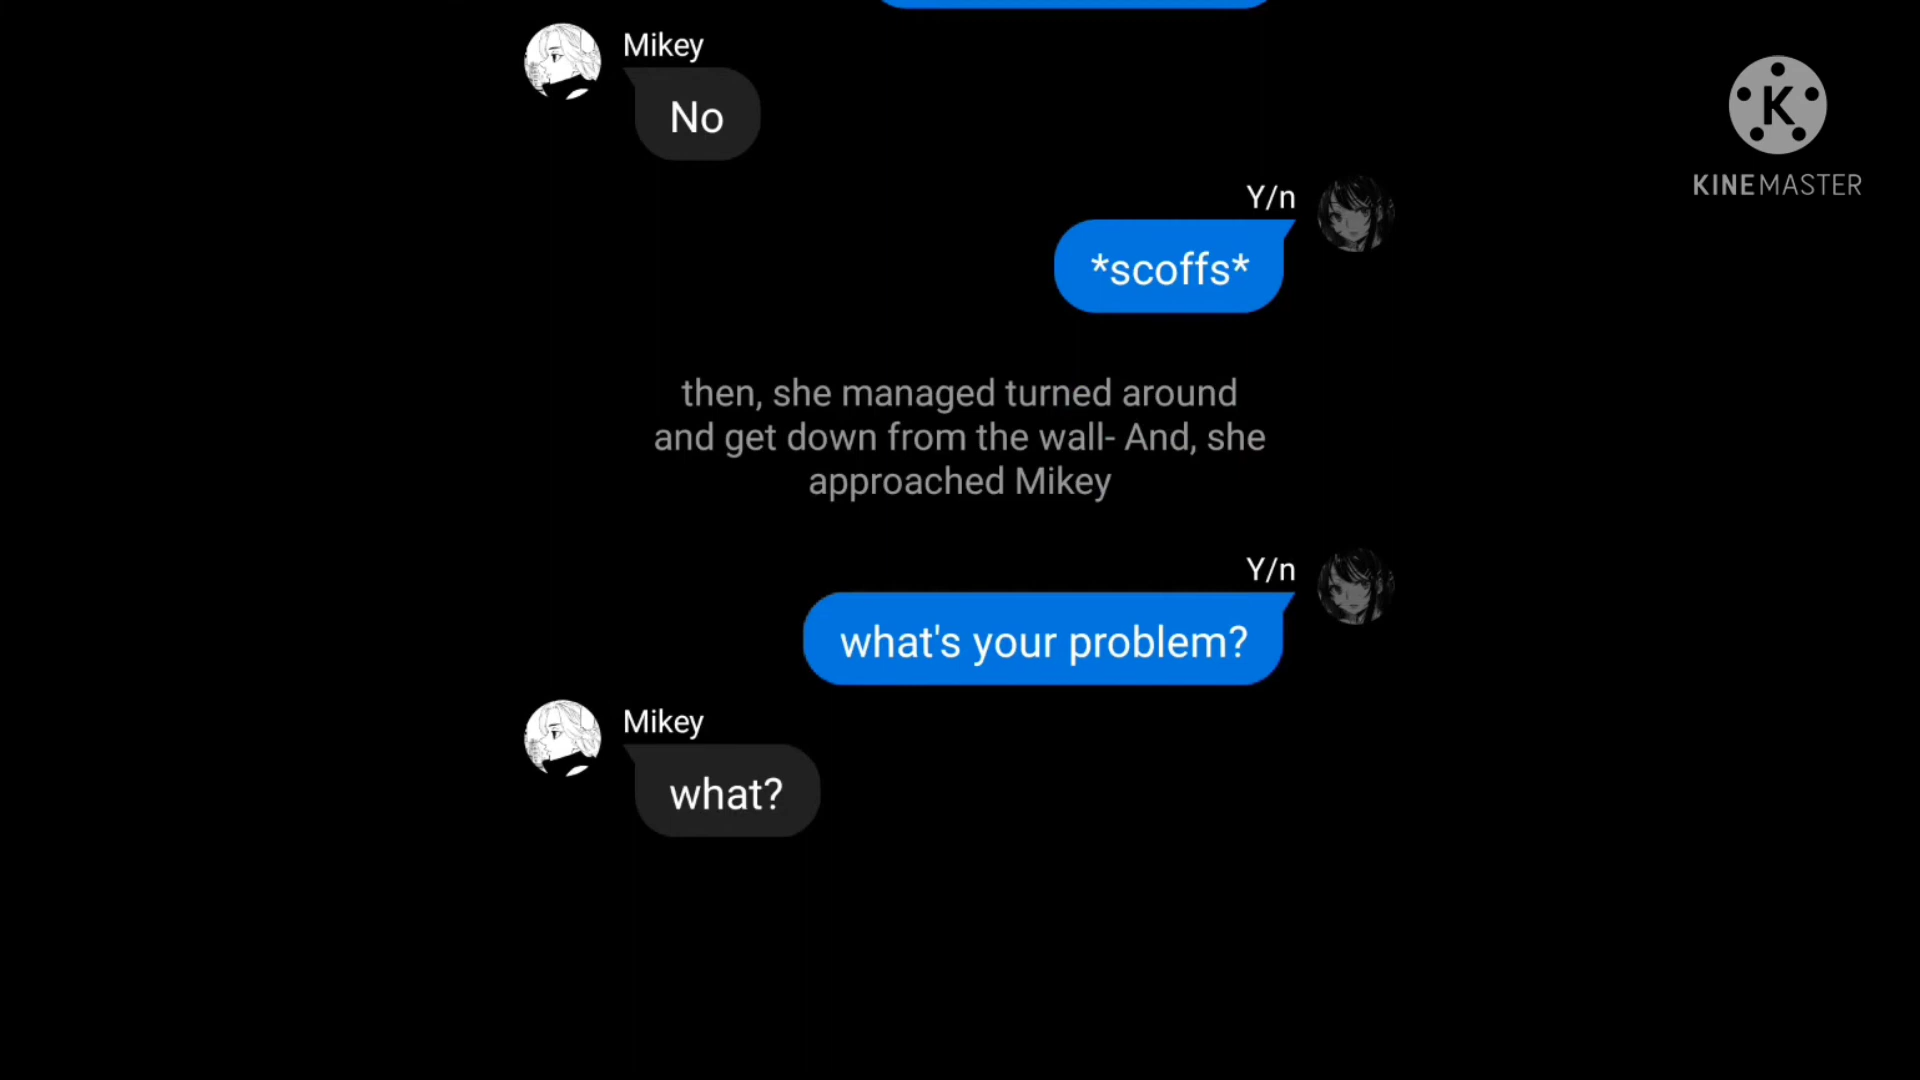 Mikey
No
KINEMASTER
Y/n
*scoffs*
then, she managed turned around
and get down from the wall- And, she
approached Mikey
Y/n
what's your problem?
Mikey
what?